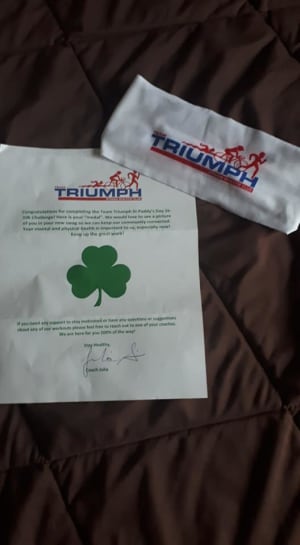 TRIUMPH
TEAM
TRIUMPH
Congratulations for completing the Team Triumph St Paddy's Day
Challenge! Here is your "medal". We would love to see a picture
of you in your new swag so we can keep our community connected.
Your mental and physical health is important to us, especially now!
Keep up the great work!
If you need any support to stay motivated or have any questions or suggestions
about any of our workouts please feel free to reach out to one of your coaches.
We are here for you 100% of the way!
Stay Healthy,
Coach Julia